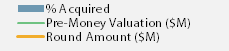 % Acquired
Pre-Money Valuation ($M)
Round Amount ($M)